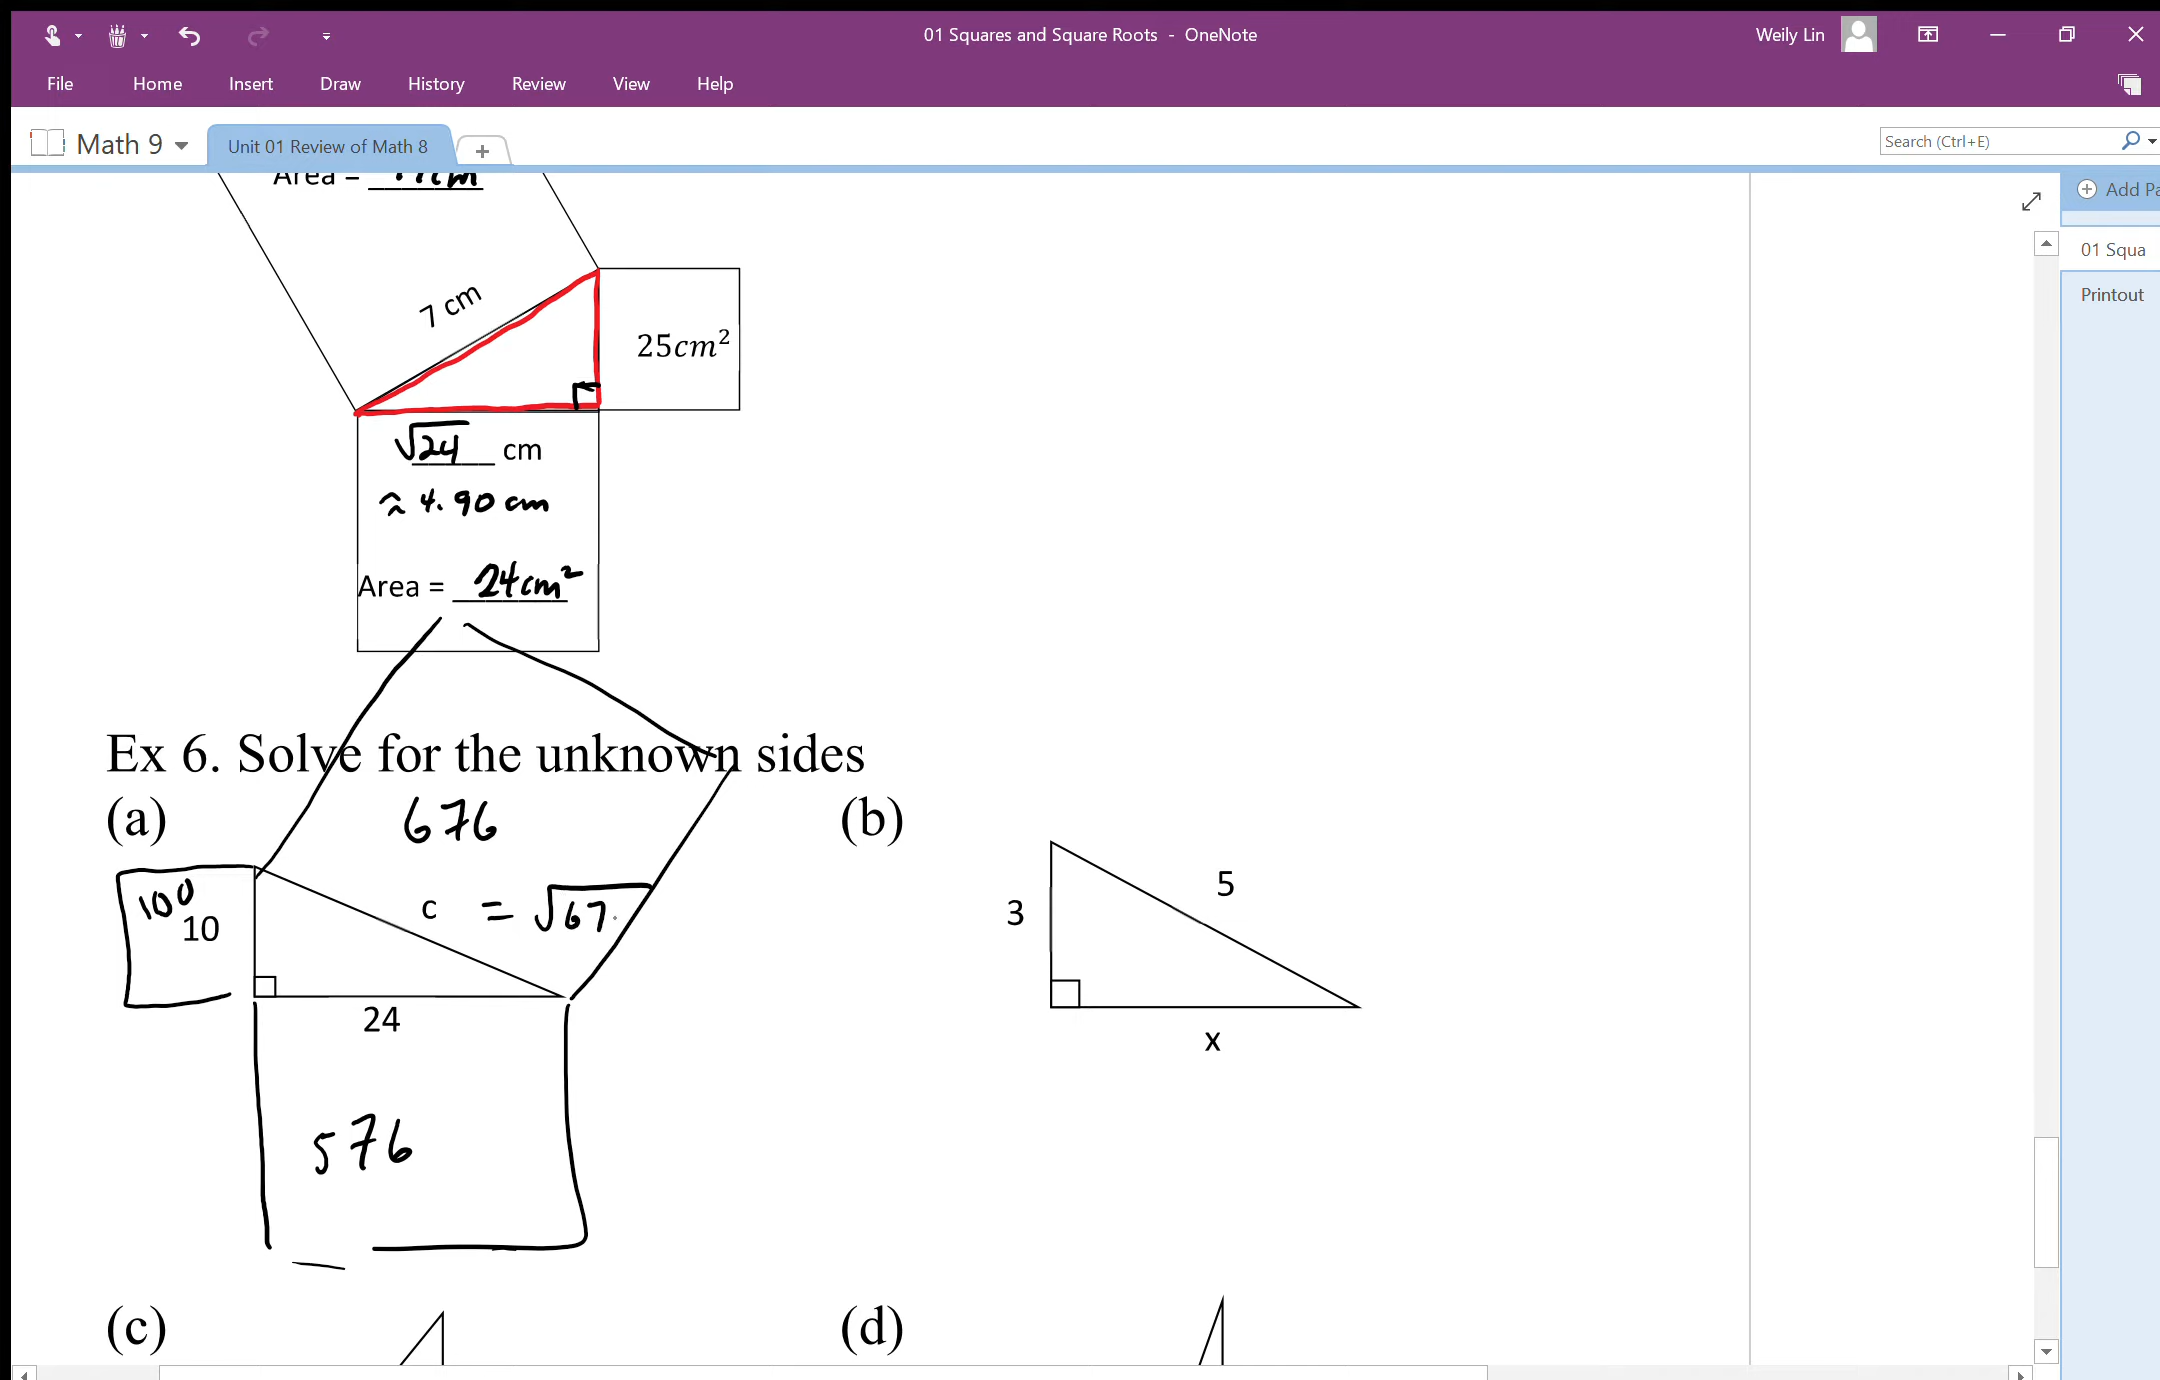 01 Squares and Square Roots - OneNote
Weily Lin
File Home Insert Draw History Review View Help
Math 9
Unit 01 Review of Math 8
Search (Ctrl+E)
Add Pa
01 Squa
Printout
Area =
7 cm
25cm²
√24 cm
≈ 4.90 cm
Area = 24cm²
Ex 6. Solve for the unknown sides
(a)
676
100
10
c = √67
24
576
(b)
3
5
x
(c)
(d)